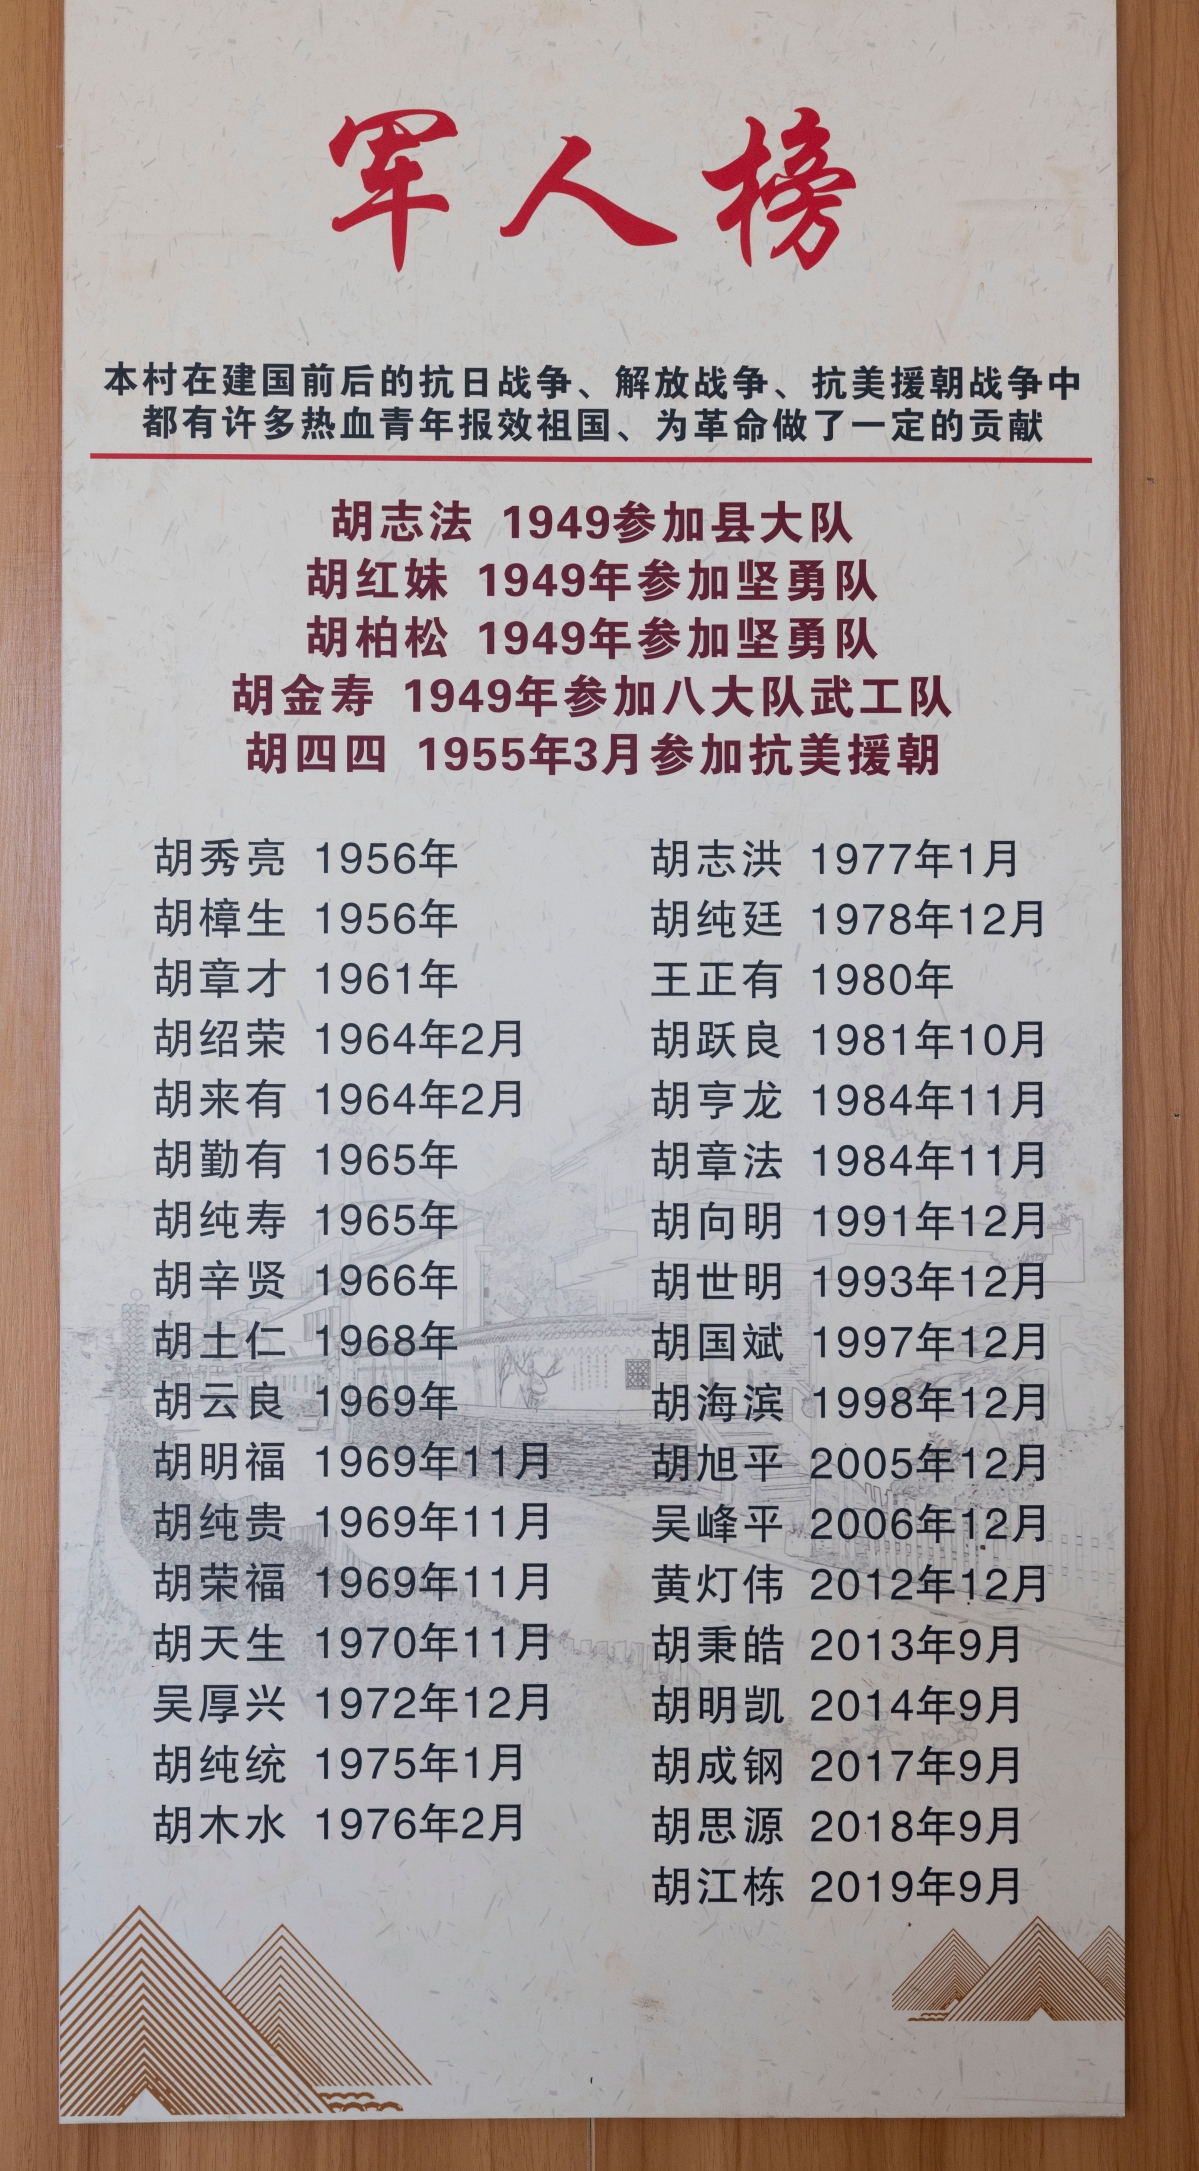 军人榜
本村在建国前后的抗日战争、解放战争、抗美援朝战争中
都有许多热血青年报效祖国、为革命做了一定的贡献
胡志法 1949参加县大队
胡红妹 1949年参加坚勇队
胡柏松 1949年参加坚勇队
胡金寿 1949年参加八大队武工队
胡四四 1955年3月参加抗美援朝
胡秀亮 1956年
胡樟生 1956年
胡章才 1961年
胡绍荣 1964年2月
胡来有 1964年2月
胡勤有 1965年
胡纯寿 1965年
胡辛贤 1966年
胡土仁 1968年
胡云良 1969年
胡明福 1969年11月
胡纯贵 1969年11月
胡荣福 1969年11月
胡天生 1970年11月
吴厚兴 1972年12月
胡纯统 1975年1月
胡木水 1976年2月
胡志洪 1977年1月
胡纯廷 1978年12月
王正有 1980年
胡跃良 1981年10月
胡亨龙 1984年11月
胡章法 1984年11月
胡向明 1991年12月
胡世明 1993年12月
胡国斌 1997年12月
胡海滨 1998年12月
胡旭平 2005年12月
吴峰平 2006年12月
黄灯伟 2012年12月
胡秉皓 2013年9月
胡明凯 2014年9月
胡成钢 2017年9月
胡思源 2018年9月
胡江栋 2019年9月